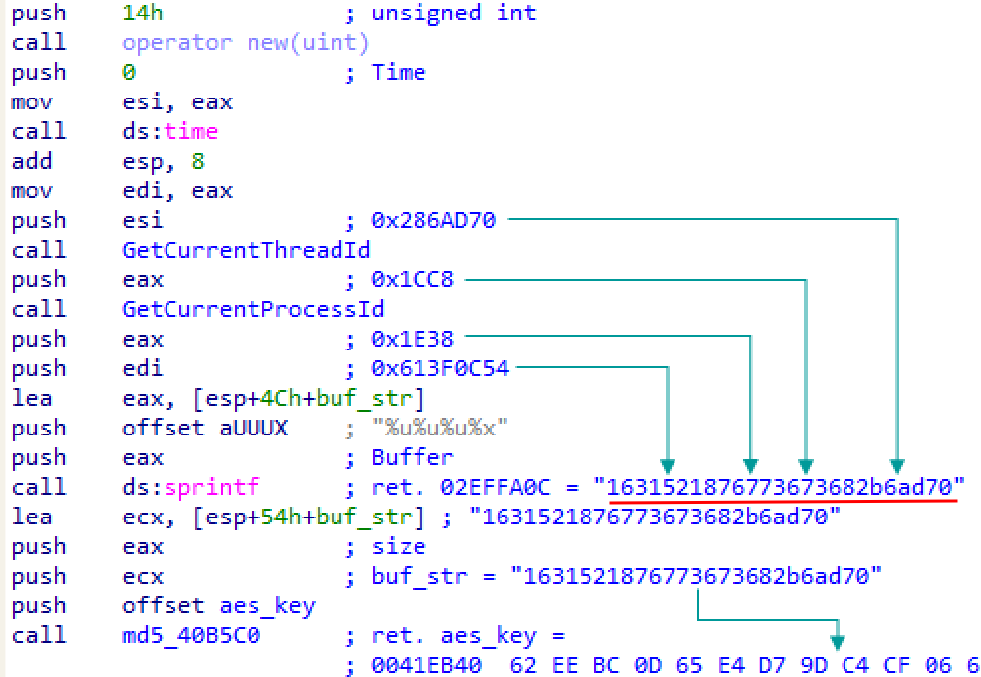 push 14h ; unsigned int
call operator new(uint)
push 0 ; Time
mov esi, eax
call ds:time
add esp, 8
mov edi, eax
push esi ; 0x286AD70
call GetCurrentThreadId
push eax ; 0x1CC8
call GetCurrentProcessId
push eax ; 0x1E38
push edi ; 0x613F0C54
lea eax, [esp+4Ch+buf_str]
push offset aUUUX ; "%u%u%u%x"
push eax ; Buffer
call ds:sprintf ; ret. 02EFFA0C = "1631521876773673682b6ad70"
lea ecx, [esp+54h+buf_str] ; "1631521876773673682b6ad70"
push eax ; size
push ecx ; buf_str = "1631521876773673682b6ad70"
push offset aes_key
call md5_40B5C0 ; ret. aes_key =
; 0041EB40 62 EE BC 0D 65 E4 D7 9D C4 CF 06 6